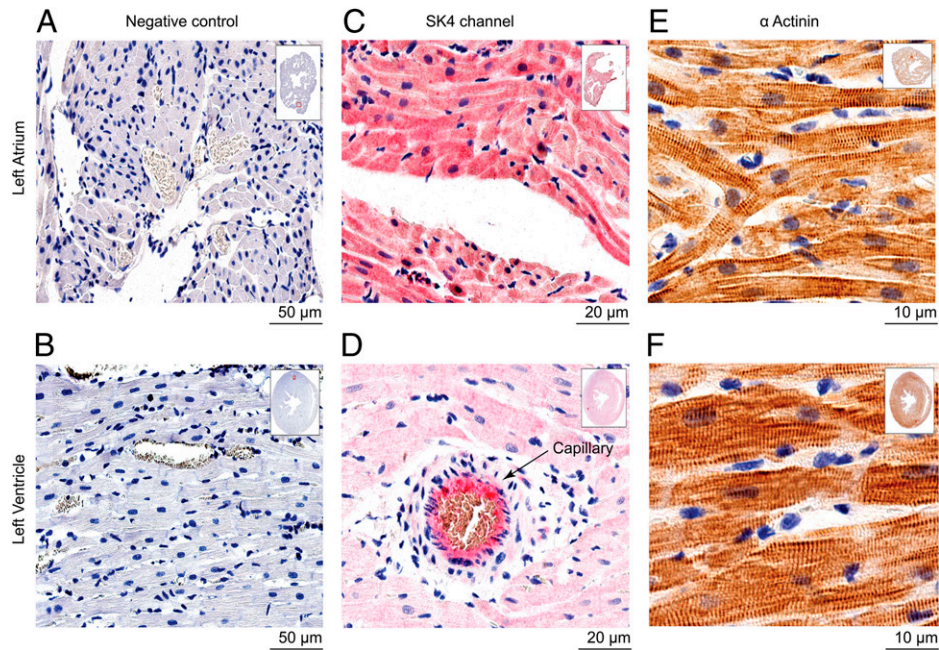 A Negative control C SK4 channel E α Actinin
Left Atrium
50 μm 20 μm 10 μm
B D F
Capillary
Left Ventricle
50 μm 20 μm 10 μm